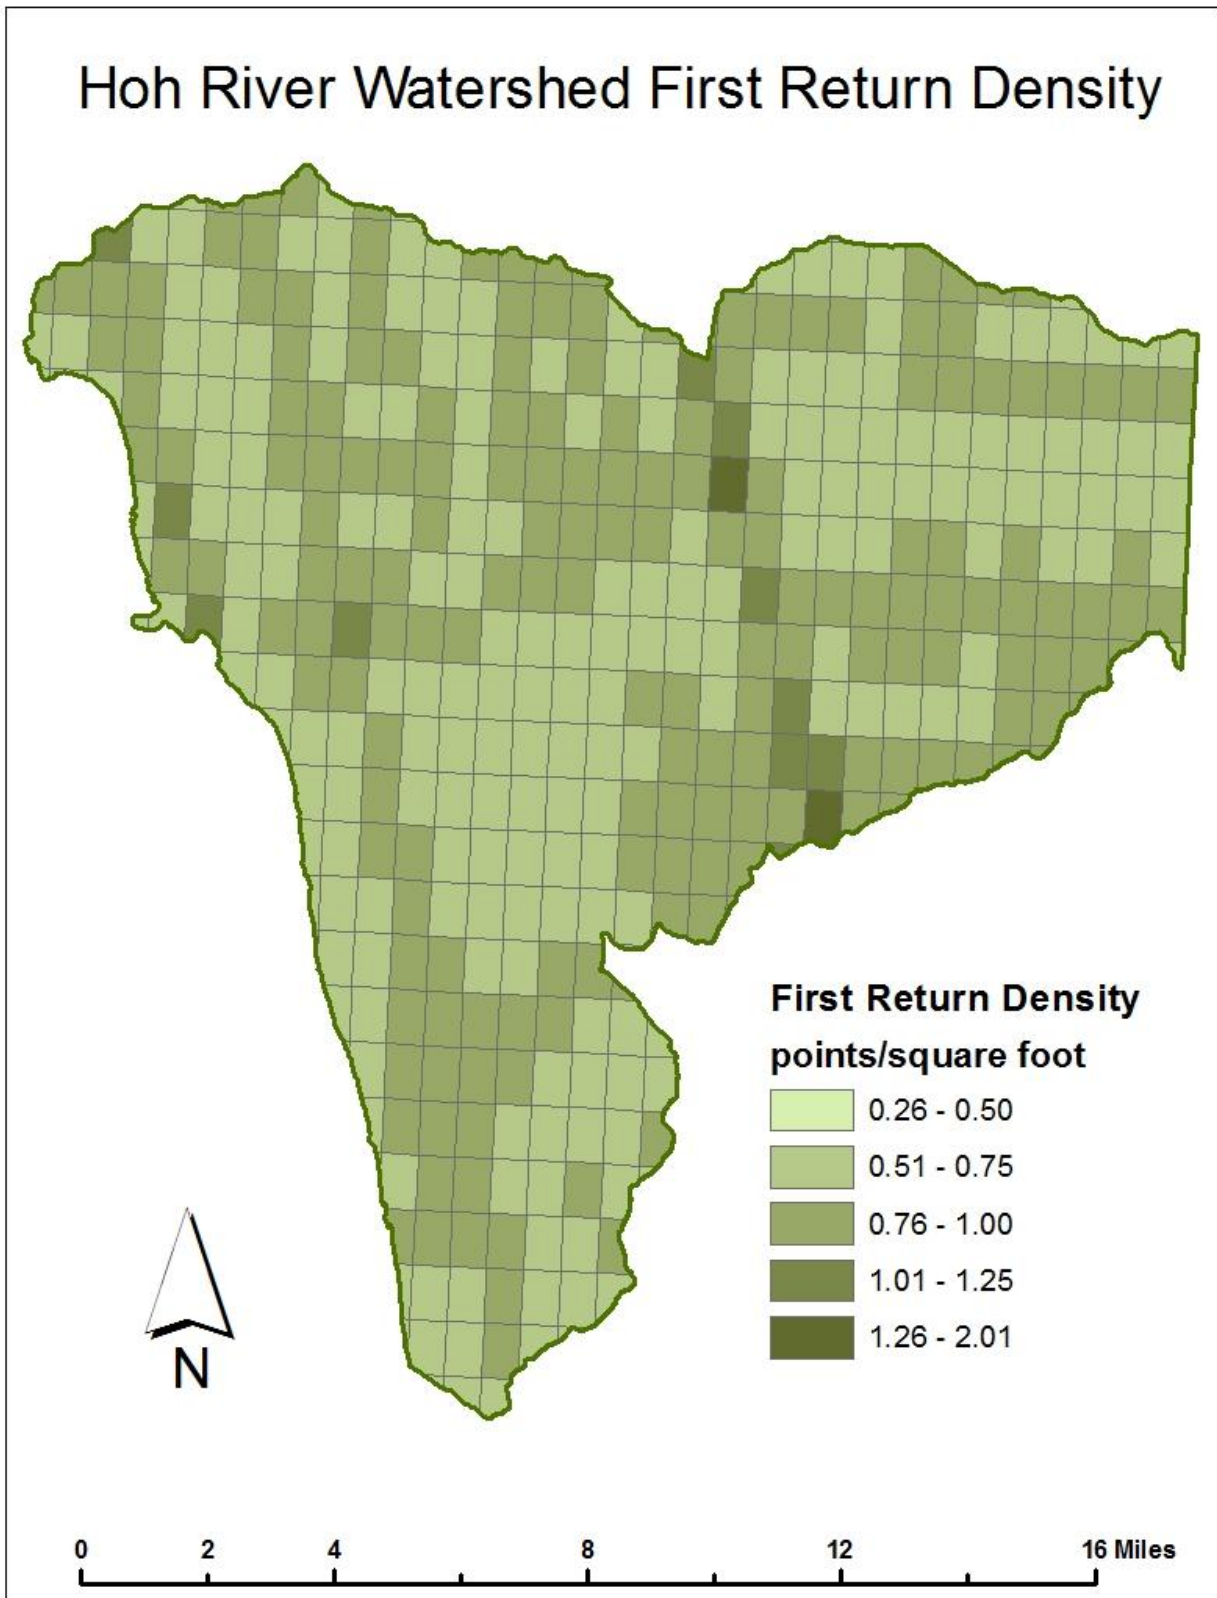 Hoh River Watershed First Return Density
First Return Density
points/square foot
0.26 - 0.50
0.51 - 0.75
0.76 - 1.00
1.01 - 1.25
1.26 - 2.01
N
0 2 4 8 12 16 Miles